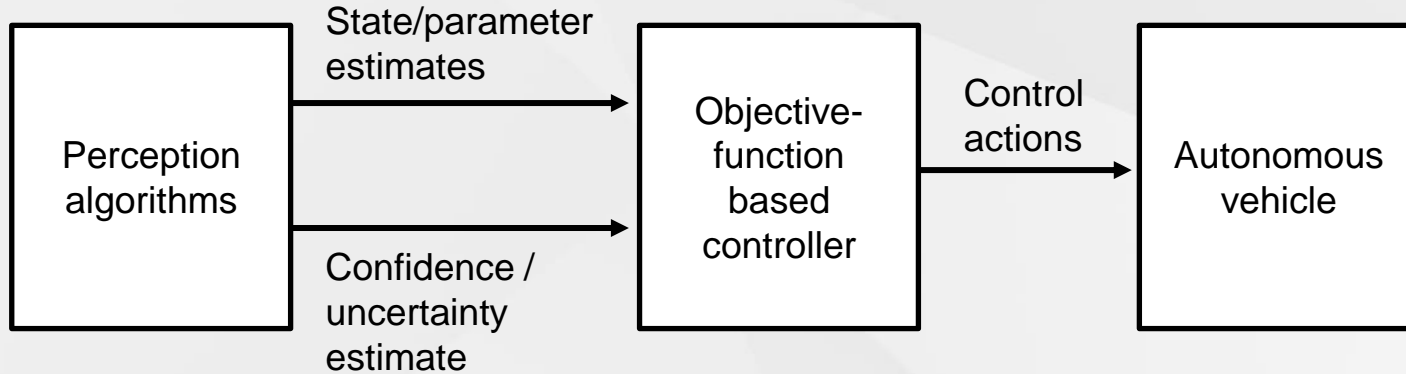 State/parameter
estimates
Perception
algorithms
Confidence /
uncertainty
estimate
Objective-
function
based
controller
Control
actions
Autonomous
vehicle